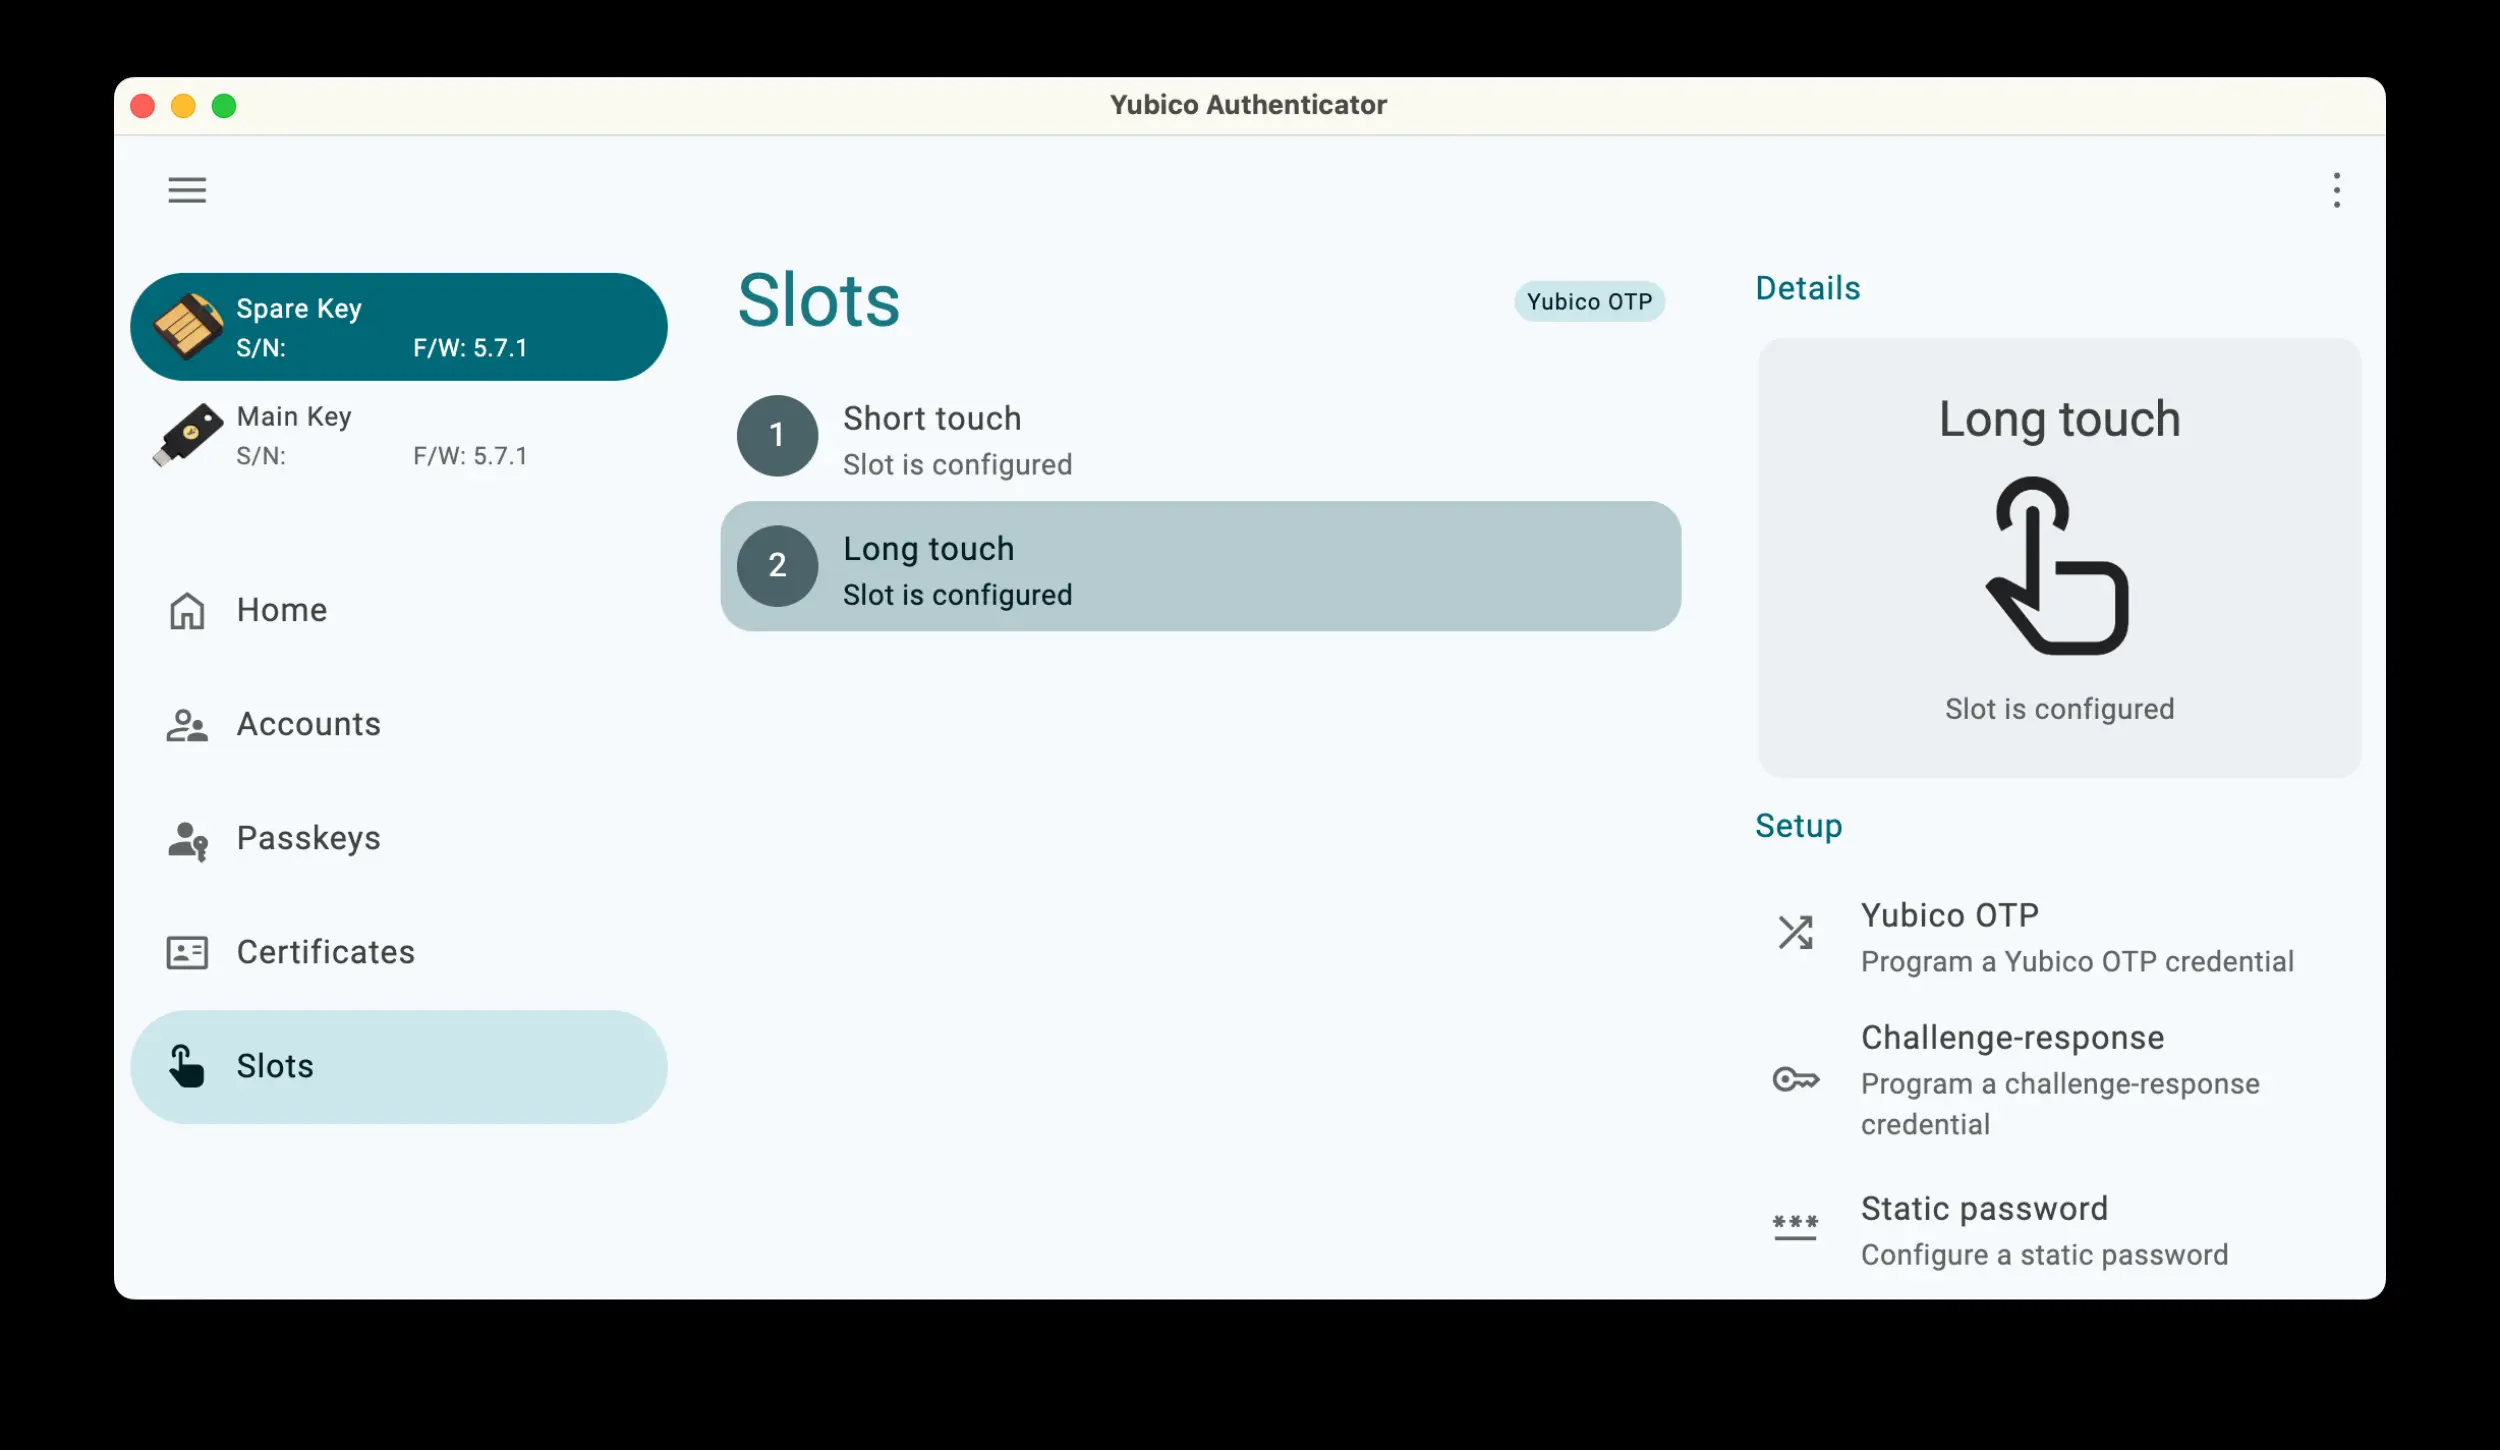 Yubico Authenticator
Spare Key
S/N: F/W: 5.7.1
Main Key
S/N: F/W: 5.7.1
Home
Accounts
Passkeys
Certificates
Slots
Slots
Yubico OTP
1
Short touch
Slot is configured
2
Long touch
Slot is configured
Details
Long touch
Slot is configured
Setup
Yubico OTP
Program a Yubico OTP credential
Challenge-response
Program a challenge-response
credential
***
Static password
Configure a static password